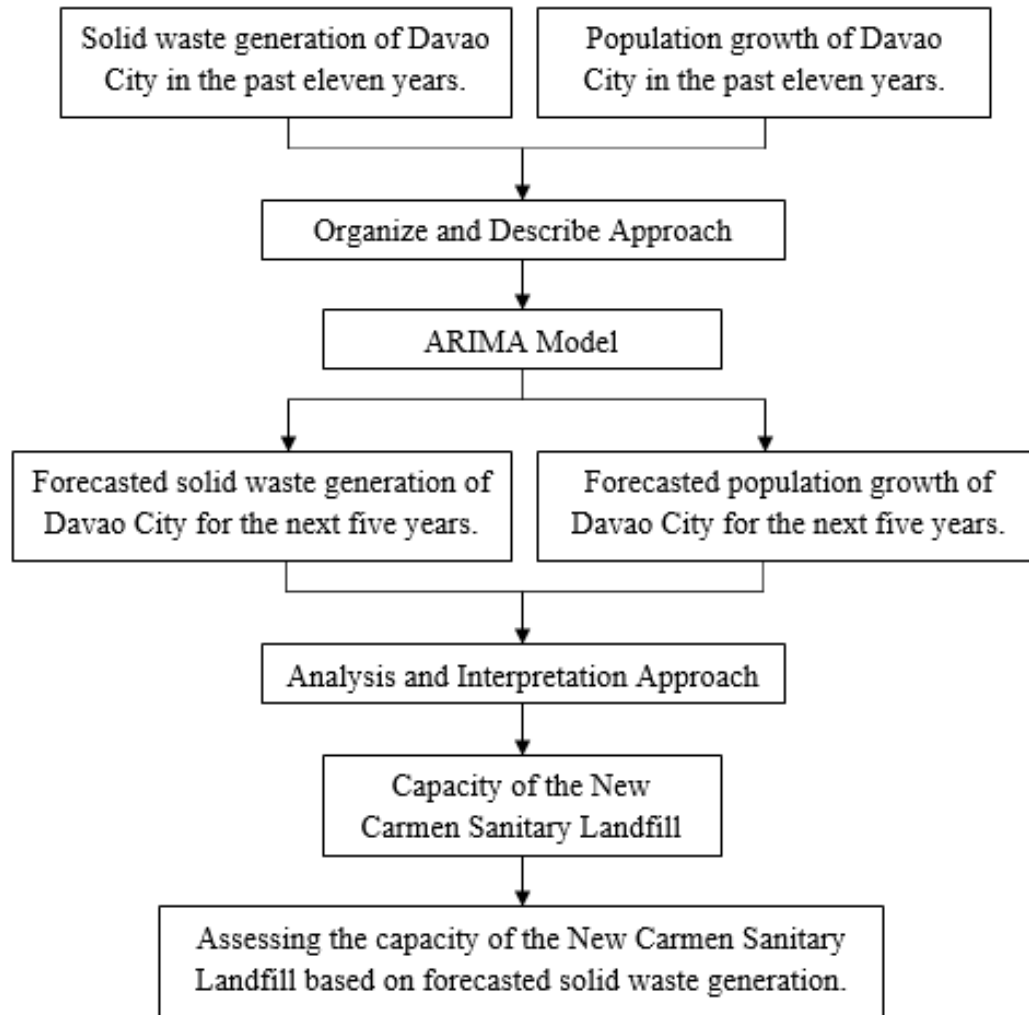 Solid waste generation of Davao
City in the past eleven years.
Population growth of Davao
City in the past eleven years.
Organize and Describe Approach
ARIMA Model
Forecasted solid waste generation of
Davao City for the next five years.
Forecasted population growth of
Davao City for the next five years.
Analysis and Interpretation Approach
Capacity of the New
Carmen Sanitary Landfill
Assessing the capacity of the New Carmen Sanitary
Landfill based on forecasted solid waste generation.